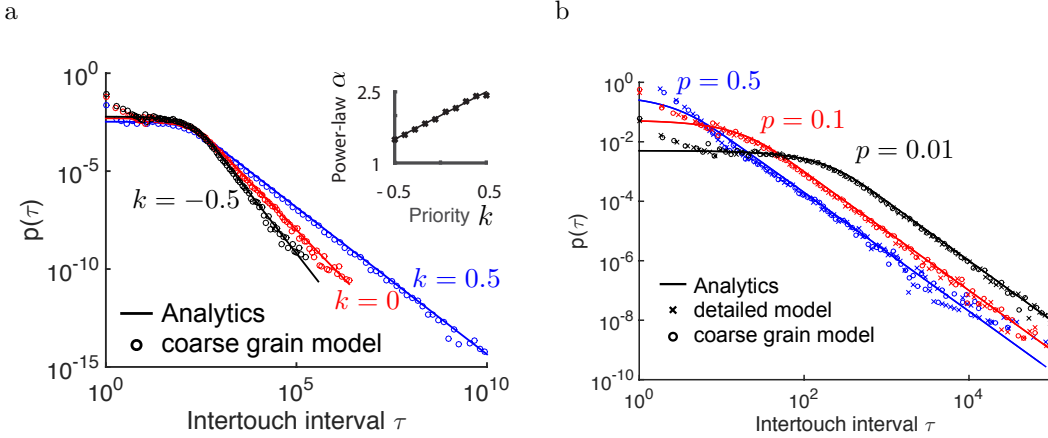 a
10^0
10^-5
10^-10
10^-15
p(τ)
10^0
10^5
10^10
Intertouch interval τ
k = −0.5
k = 0
k = 0.5
Analytics
coarse grain model
Power-law α
2.5
1
- 0.5
0.5
Priority k
b
10^0
10^-2
10^-4
10^-6
10^-8
10^-10
p(τ)
10^0
10^2
10^4
Intertouch interval τ
p = 0.5
p = 0.1
p = 0.01
Analytics
detailed model
coarse grain model